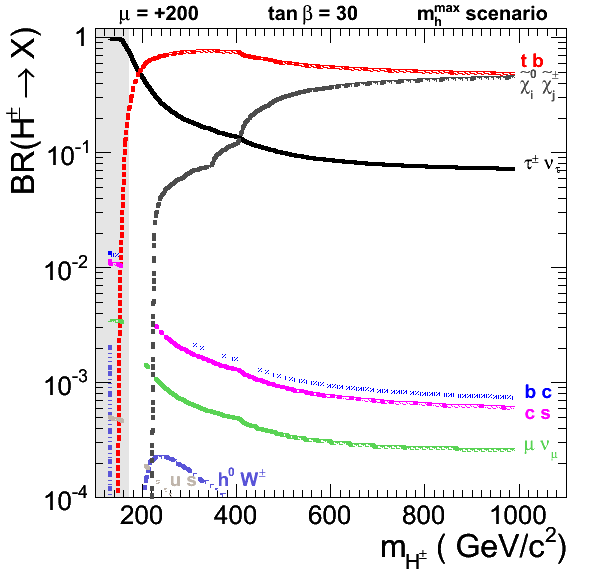 μ = +200 tan β = 30 m_h^max scenario
BR(H^± → X)
1
10^-1
10^-2
10^-3
10^-4
t b
χ̃_i^0 χ̃_j^±
τ^± ν_τ
b c
c s
μ ν_μ
u s h^0 W^±
200 400 600 800 1000
m_H^± ( GeV/c^2)